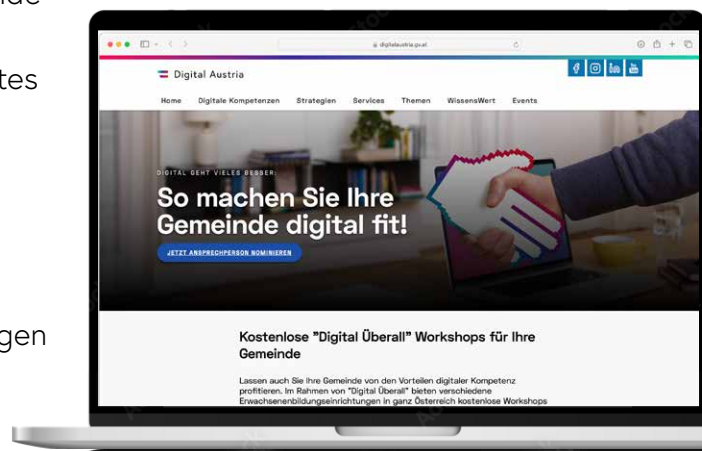 tes
gen
digitalaustria.gv.at
Digital Austria
Home Digitale Kompetenzen Strategien Services Themen WissensWert Events
DIGITAL GEHT VIELES BESSER:
So machen Sie Ihre
Gemeinde digital fit!
JETZT ANSPRECHPERSON NOMINIEREN
Kostenlose "Digital Überall" Workshops für Ihre
Gemeinde
Lassen auch Sie Ihre Gemeinde von den Vorteilen digitaler Kompetenz
profitieren. Im Rahmen von "Digital Überall" bieten verschiedene
Erwachsenenbildungseinrichtungen in ganz Österreich kostenlose Workshops